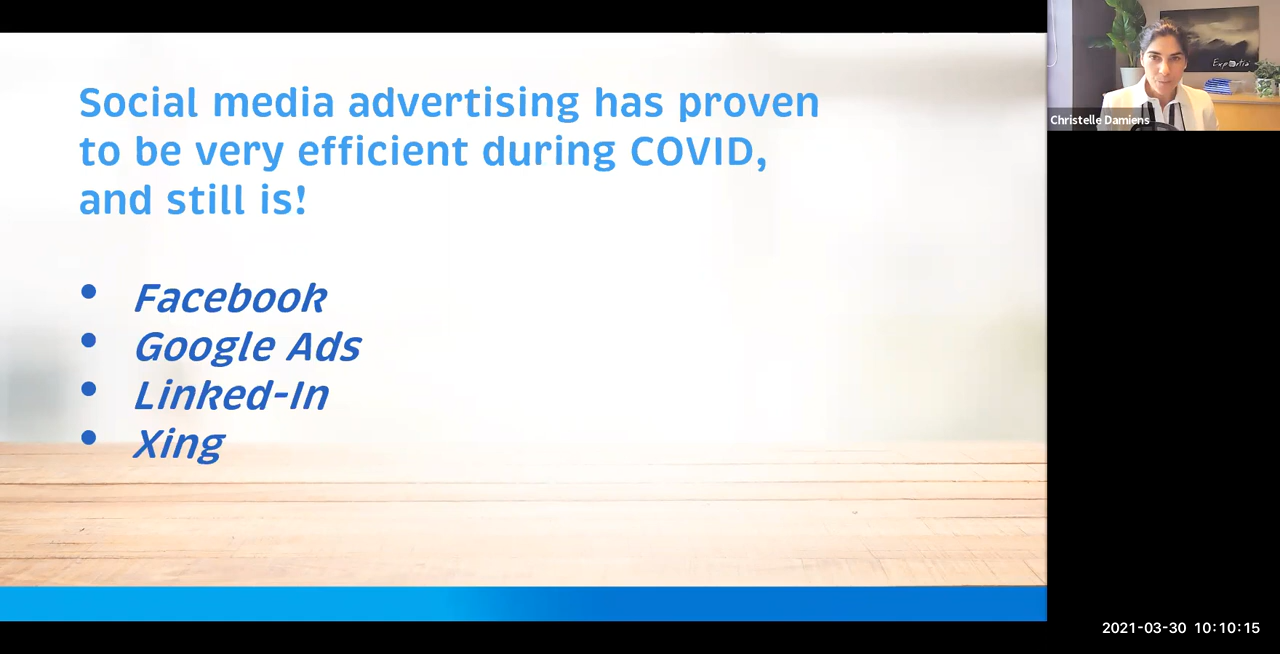 Social media advertising has proven
to be very efficient during COVID,
and still is!
• Facebook
• Google Ads
• Linked-In
• Xing
Exportia
Christelle Damiens
2021-03-30 10:10:15